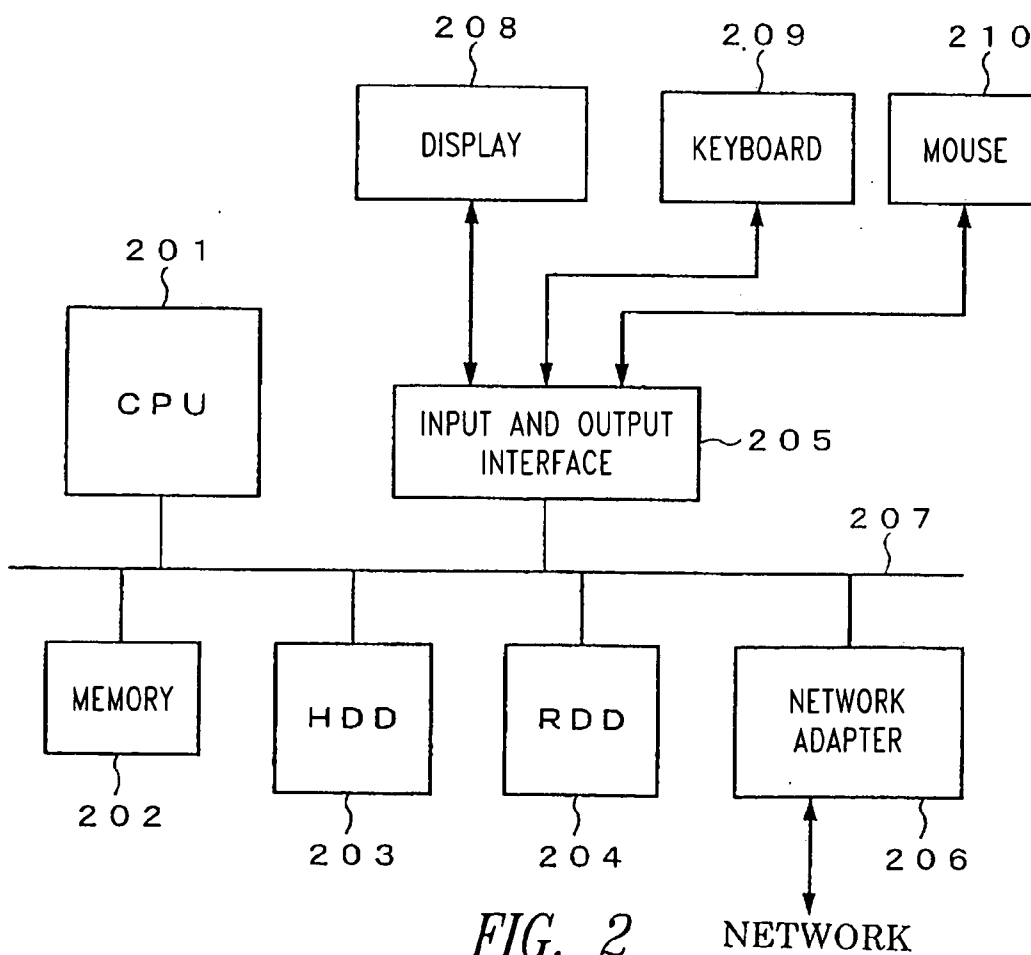 208
209
210
DISPLAY
KEYBOARD
MOUSE
201
CPU
INPUT AND OUTPUT
INTERFACE
205
207
MEMORY
HDD
RDD
NETWORK
ADAPTER
202
203
204
206
FIG. 2
NETWORK